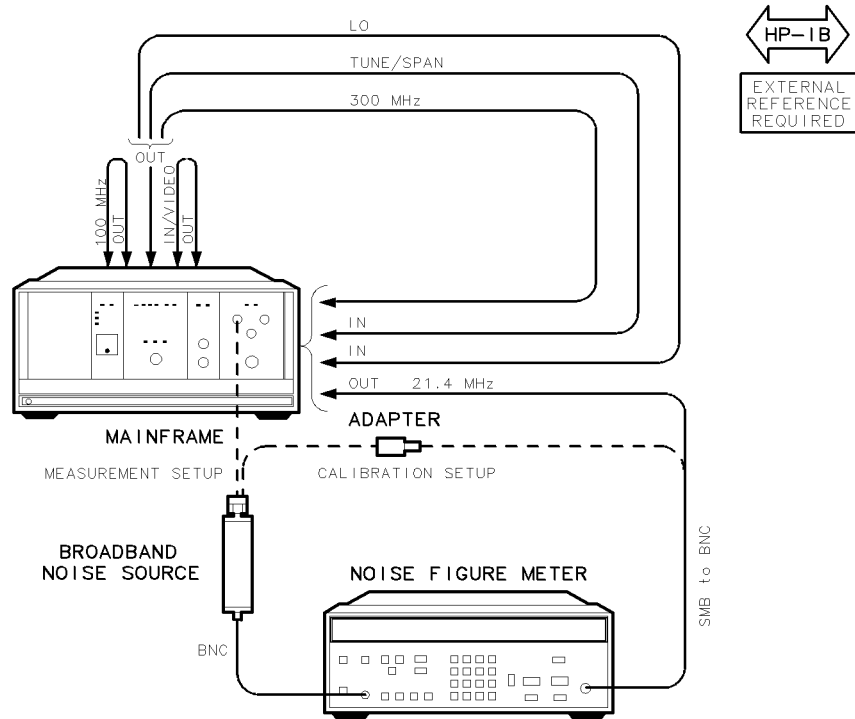 LO
TUNE/SPAN
300 MHz
HP-IB
EXTERNAL
REFERENCE
REQUIRED
OUT
100 MHz
OUT
IN/VIDEO
OUT
IN
IN
OUT 21.4 MHz
MAINFRAME
ADAPTER
MEASUREMENT SETUP
CALIBRATION SETUP
BROADBAND
NOISE SOURCE
NOISE FIGURE METER
SMB to BNC
BNC